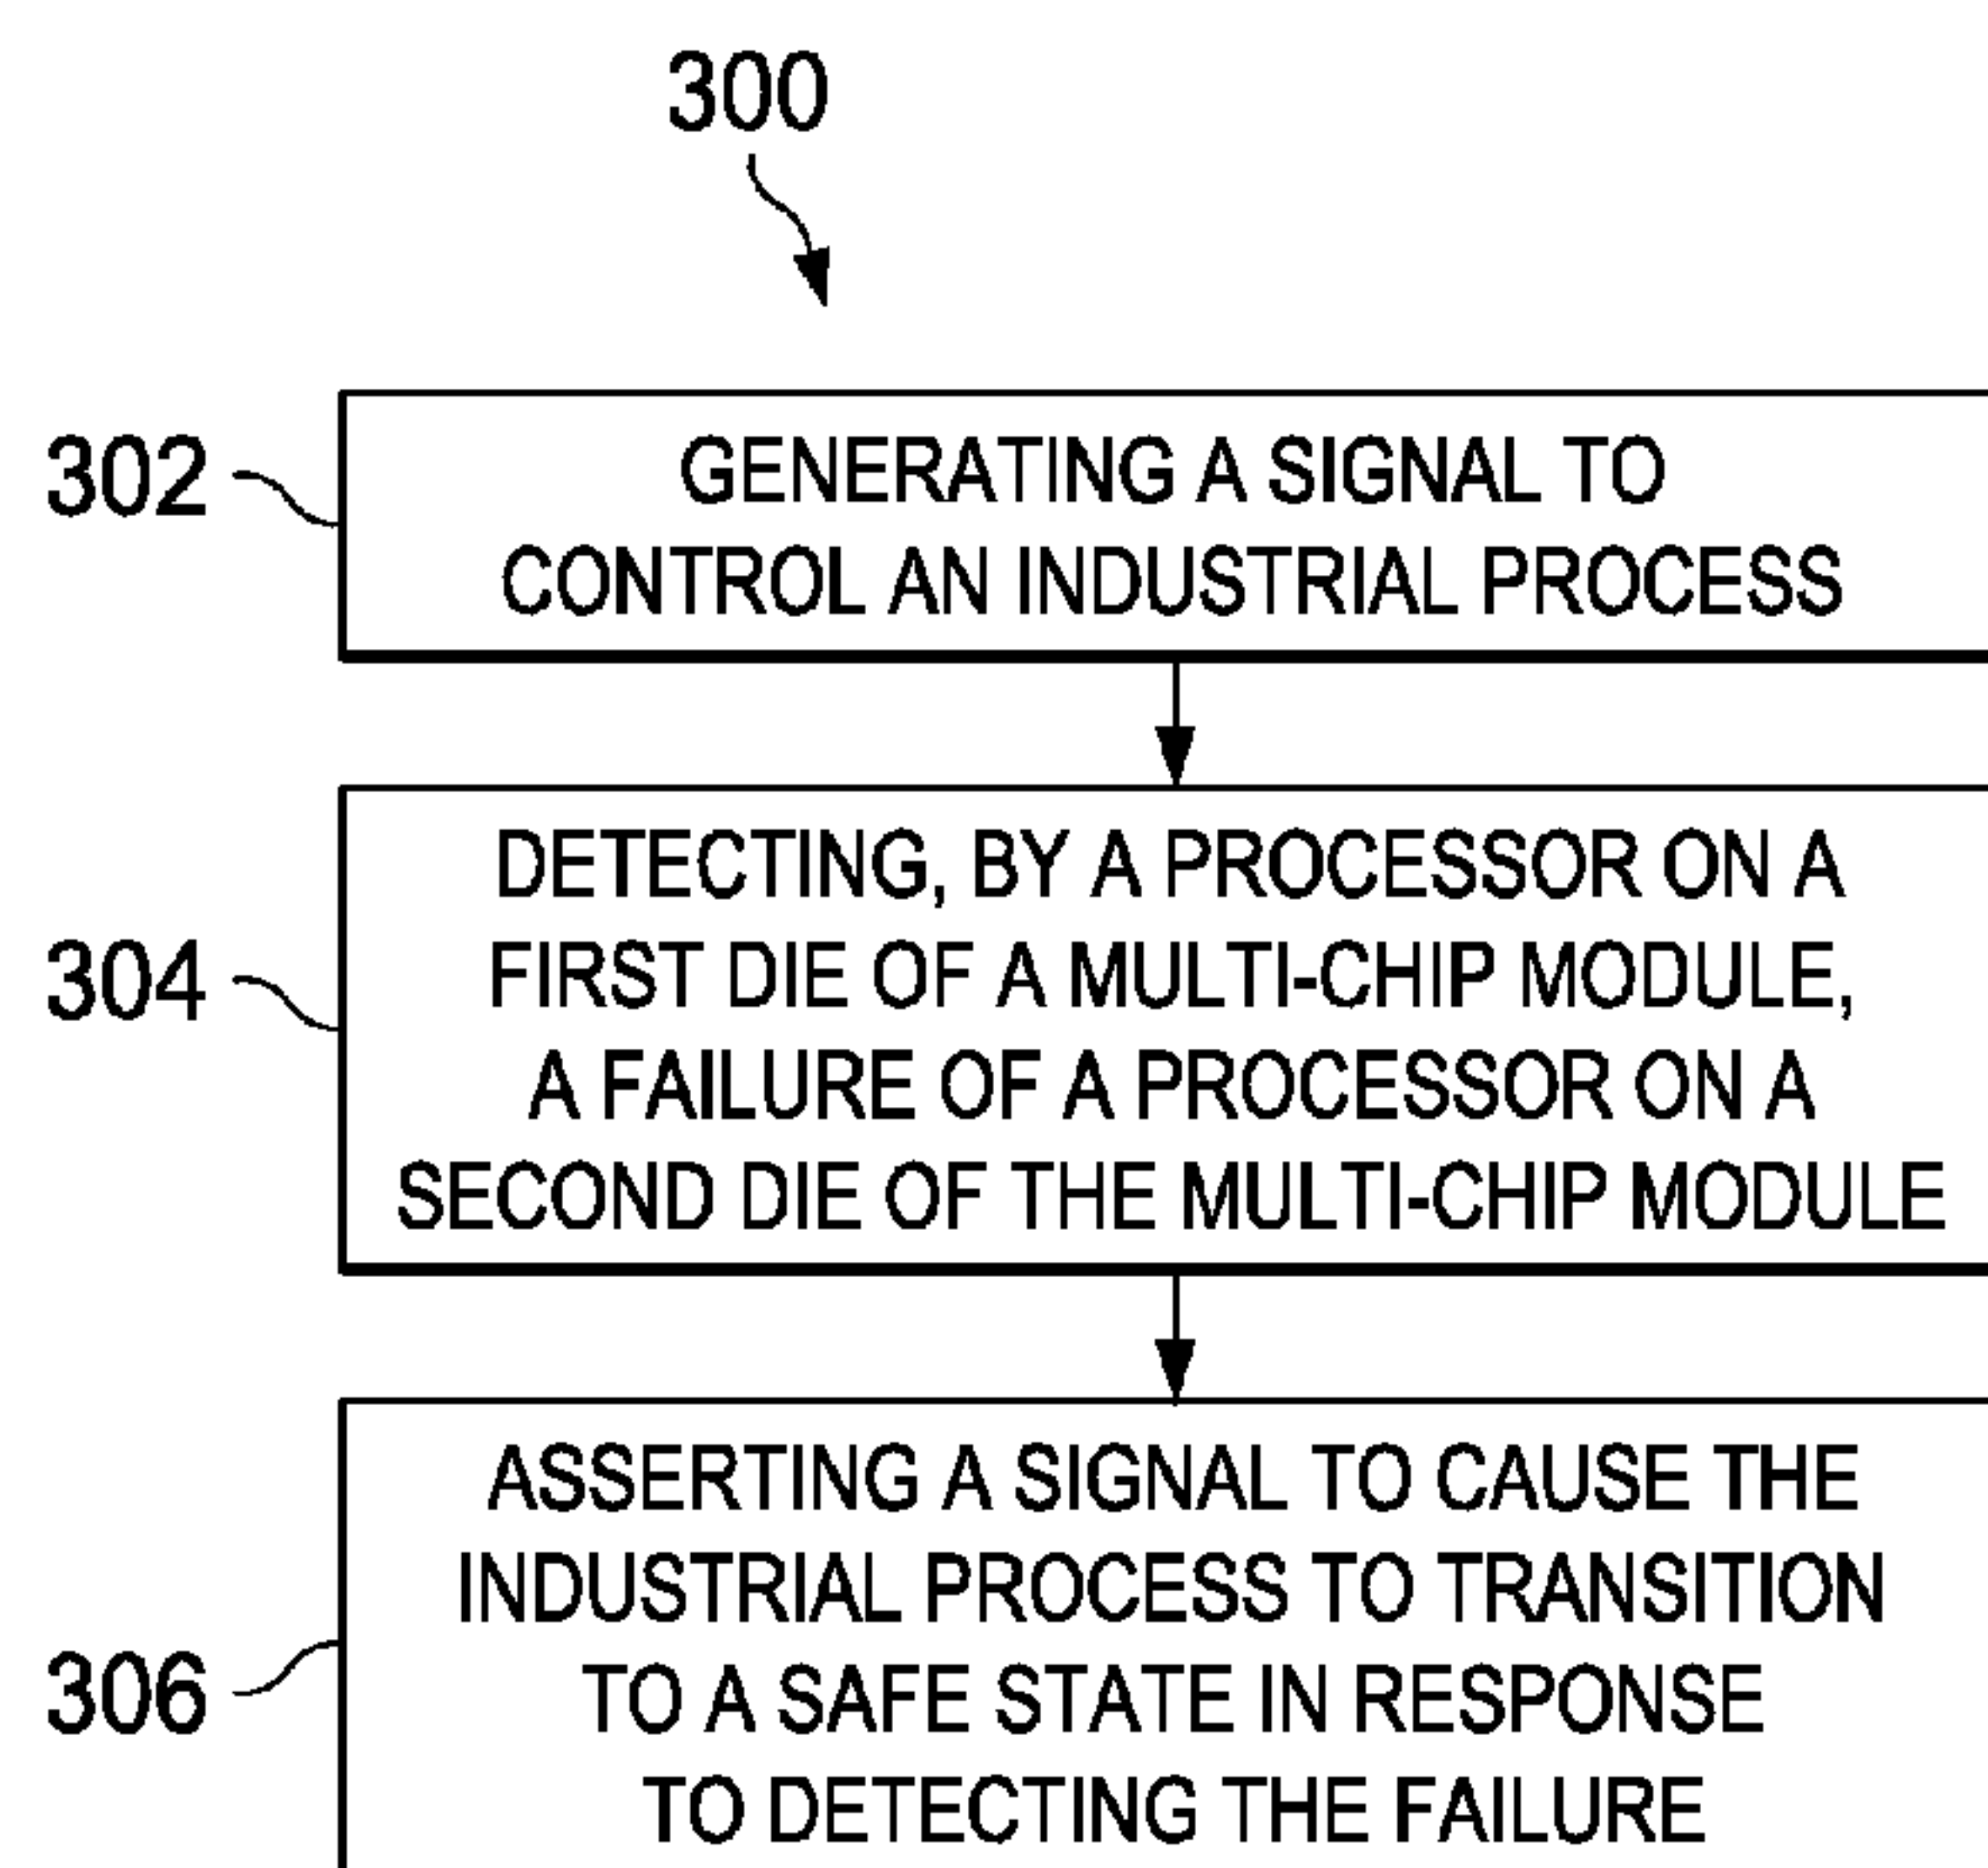 300
302
GENERATING A SIGNAL TO
CONTROL AN INDUSTRIAL PROCESS
304
DETECTING, BY A PROCESSOR ON A
FIRST DIE OF A MULTI-CHIP MODULE,
A FAILURE OF A PROCESSOR ON A
SECOND DIE OF THE MULTI-CHIP MODULE
306
ASSERTING A SIGNAL TO CAUSE THE
INDUSTRIAL PROCESS TO TRANSITION
TO A SAFE STATE IN RESPONSE
TO DETECTING THE FAILURE